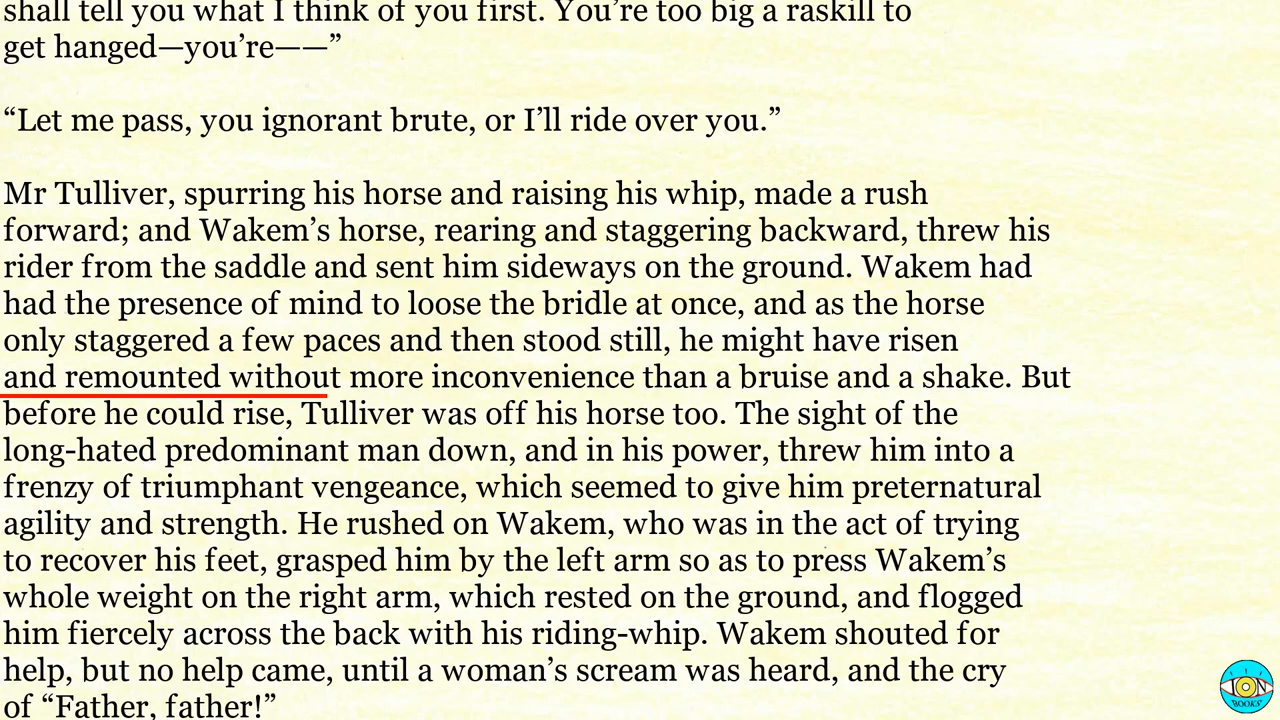 shall tell you what I think of you first. You’re too big a raskill to
get hanged—you’re——”
“Let me pass, you ignorant brute, or I’ll ride over you.”
Mr Tulliver, spurring his horse and raising his whip, made a rush
forward; and Wakem’s horse, rearing and staggering backward, threw his
rider from the saddle and sent him sideways on the ground. Wakem had
had the presence of mind to loose the bridle at once, and as the horse
only staggered a few paces and then stood still, he might have risen
and remounted without more inconvenience than a bruise and a shake. But
before he could rise, Tulliver was off his horse too. The sight of the
long-hated predominant man down, and in his power, threw him into a
frenzy of triumphant vengeance, which seemed to give him preternatural
agility and strength. He rushed on Wakem, who was in the act of trying
to recover his feet, grasped him by the left arm so as to press Wakem’s
whole weight on the right arm, which rested on the ground, and flogged
him fiercely across the back with his riding-whip. Wakem shouted for
help, but no help came, until a woman’s scream was heard, and the cry
of “Father, father!”
ION
BOOKS